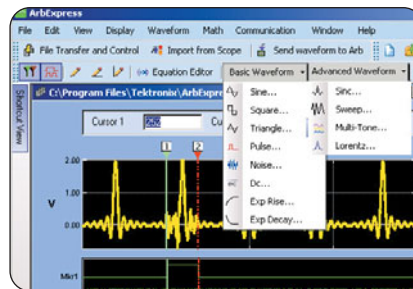 ArbExpress
File Edit View Display Waveform Math Communication Window Help
File Transfer and Control Import from Scope Send waveform to Arb
Equation Editor Basic Waveform Advanced Waveform
Shortcut View
C:\Program Files\Tektronix\ArbExpre
Sine...
Square...
Triangle...
Pulse...
Noise...
Dc...
Exp Rise...
Exp Decay...
Sinc...
Sweep...
Multi-Tone...
Lorentz...
Cursor 1
Cu
1 2
2.00
1.00
V
0.00
Mkr1